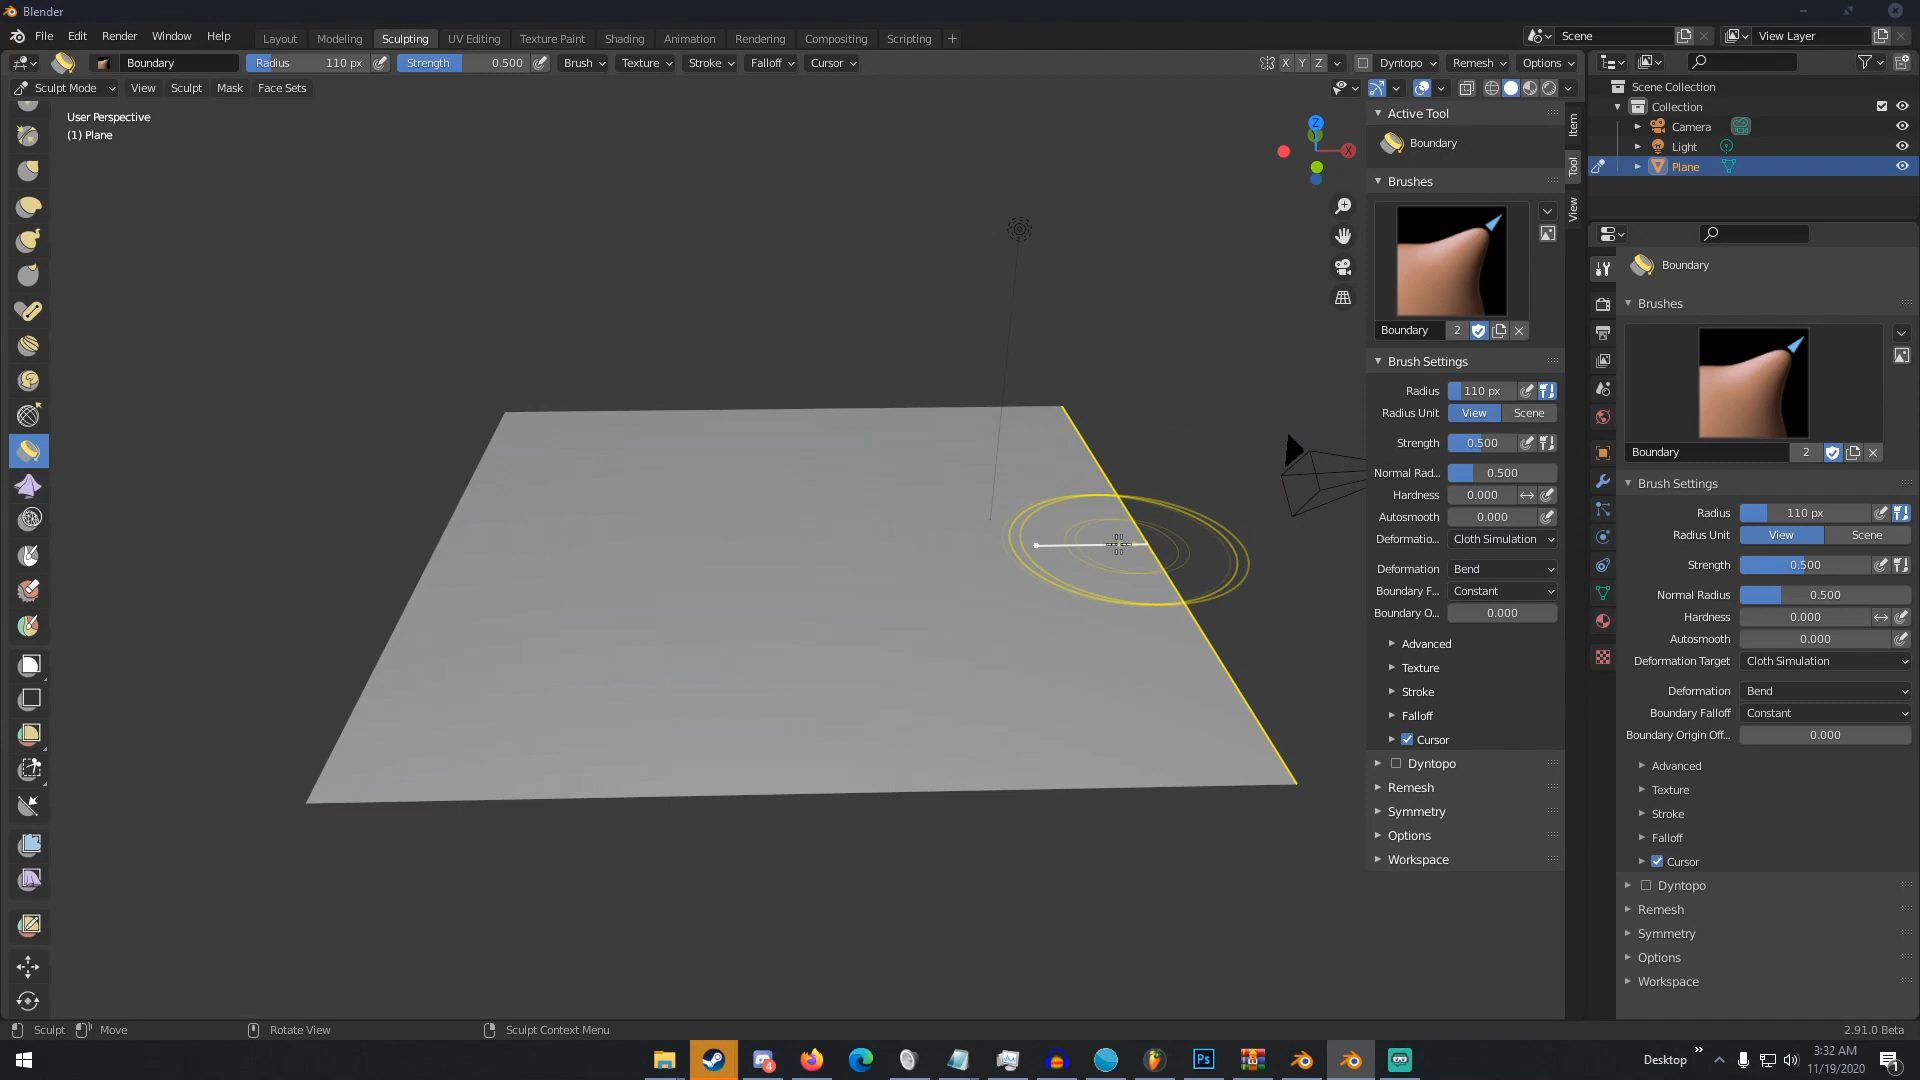 Blender
File Edit Render Window Help
Layout Modeling Sculpting UV Editing Texture Paint Shading Animation Rendering Compositing Scripting +
Scene
View Layer
Boundary
Radius 110 px
Strength 0.500
Brush Texture Stroke Falloff Cursor
X Y Z Dyntopo Remesh Options
Sculpt Mode View Sculpt Mask Face Sets
User Perspective
(1) Plane
Z
X
Item
Tool
View
Active Tool
Boundary
Brushes
Boundary 2
Brush Settings
Radius 110 px
Radius Unit View Scene
Strength 0.500
Normal Rad... 0.500
Hardness 0.000
Autosmooth 0.000
Deformatio... Cloth Simulation
Deformation Bend
Boundary F... Constant
Boundary O... 0.000
Advanced
Texture
Stroke
Falloff
Cursor
Dyntopo
Remesh
Symmetry
Options
Workspace
Scene Collection
Collection
Camera
Light
Plane
Boundary
Brushes
Boundary 2
Brush Settings
Radius 110 px
Radius Unit View Scene
Strength 0.500
Normal Radius 0.500
Hardness 0.000
Autosmooth 0.000
Deformation Target Cloth Simulation
Deformation Bend
Boundary Falloff Constant
Boundary Origin Off... 0.000
Advanced
Texture
Stroke
Falloff
Cursor
Dyntopo
Remesh
Symmetry
Options
Workspace
Sculpt Move Rotate View Sculpt Context Menu 2.91.0 Beta
4
Ps
Desktop
3:32 AM
11/19/2020
1